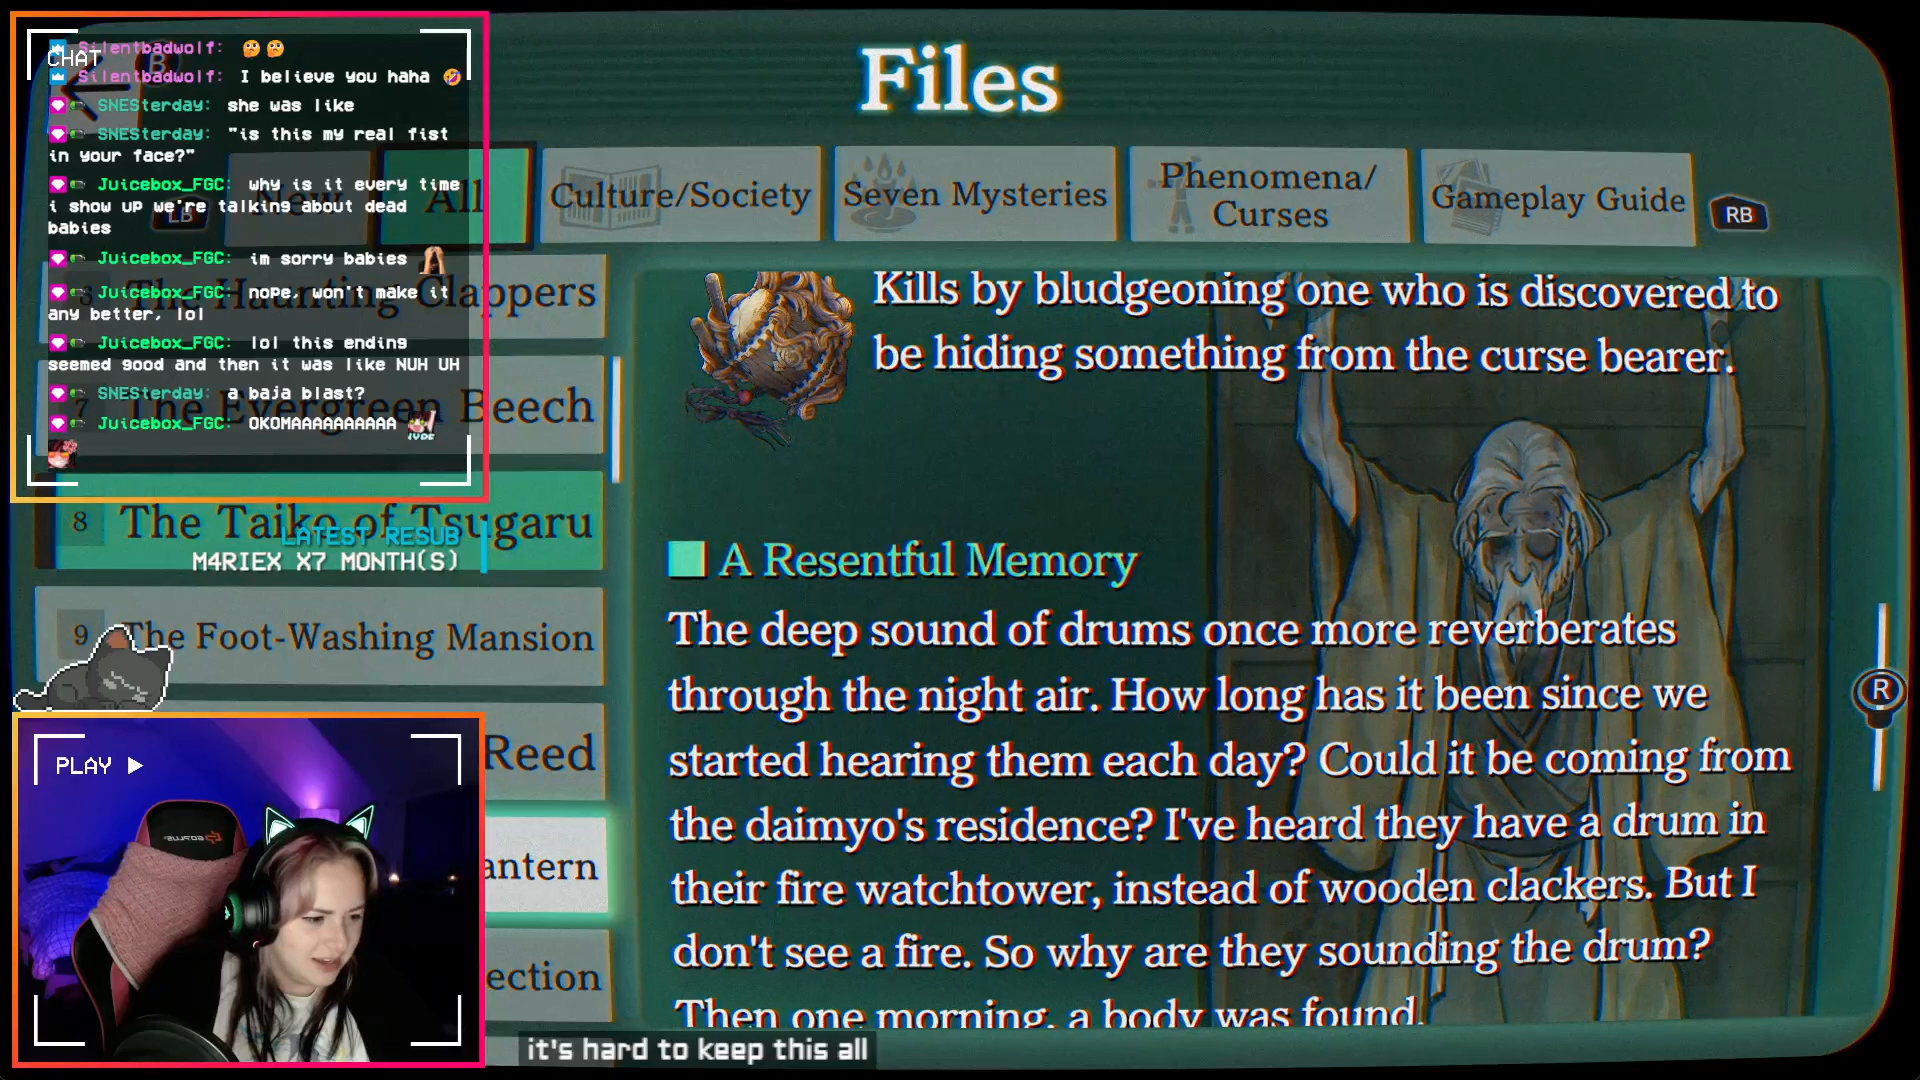 CHAT
B
Silentbadwolf:
Silentbadwolf: I believe you haha
SNESterday: she was like
SNESterday: "is this my real fist
in your face?"
Juicebox_FGC: why is it every time
i show up we're talking about dead
babies
Juicebox_FGC: im sorry babies
Juicebox_FGC: nope, won't make it
any better, lol
Juicebox_FGC: lol this ending
seemed good and then it was like NUH UH
SNESterday: a baja blast?
Juicebox_FGC: OKOMAAAAAAAAAA
HYPE
Files
LB
New
All
Culture/Society
Seven Mysteries
Phenomena/
Curses
Gameplay Guide
RB
The Haunting Clappers
7 The Evergreen Beech
8 The Taiko of Tsugaru
LATEST RESUB
M4RIEX X7 MONTH(S)
9 The Foot-Washing Mansion
Reed
antern
ection
PLAY
Kills by bludgeoning one who is discovered to
be hiding something from the curse bearer.
A Resentful Memory
The deep sound of drums once more reverberates
through the night air. How long has it been since we
started hearing them each day? Could it be coming from
the daimyo's residence? I've heard they have a drum in
their fire watchtower, instead of wooden clackers. But I
don't see a fire. So why are they sounding the drum?
Then one morning, a body was found.
R
it's hard to keep this all